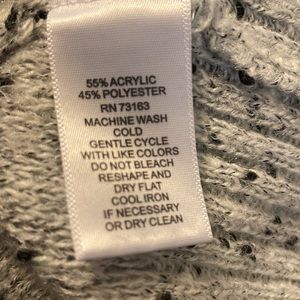 55% ACRYLIC
45% POLYESTER
RN 73163
MACHINE WASH
COLD
GENTLE CYCLE
WITH LIKE COLORS
DO NOT BLEACH
RESHAPE AND
DRY FLAT
COOL IRON
IF NECESSARY
OR DRY CLEAN